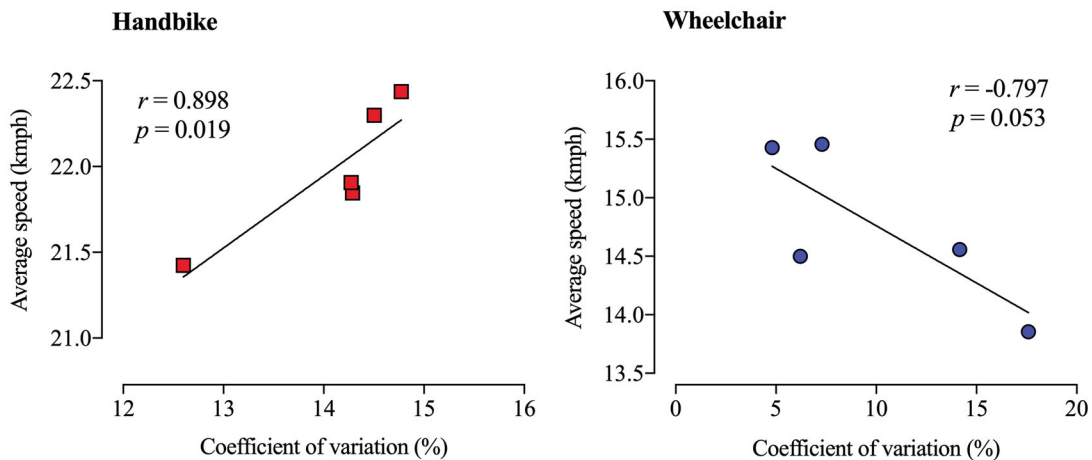 Handbike
r = 0.898
p = 0.019
Average speed (kmph)
22.5
22.0
21.5
21.0
12
13
14
15
16
Coefficient of variation (%)
Wheelchair
r = -0.797
p = 0.053
Average speed (kmph)
16.0
15.5
15.0
14.5
14.0
13.5
0
5
10
15
20
Coefficient of variation (%)